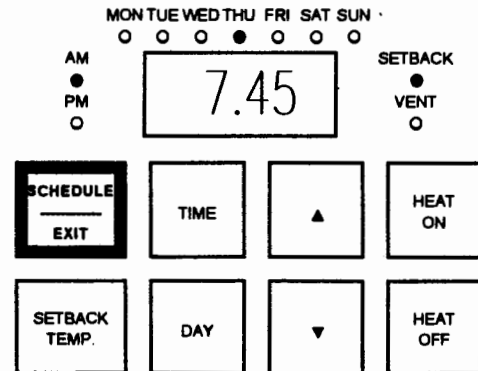 MON TUE WED THU FRI SAT SUN
AM
SETBACK
7.45
PM
VENT
SCHEDULE
EXIT
TIME
▲
HEAT
ON
SETBACK
TEMP.
DAY
▼
HEAT
OFF